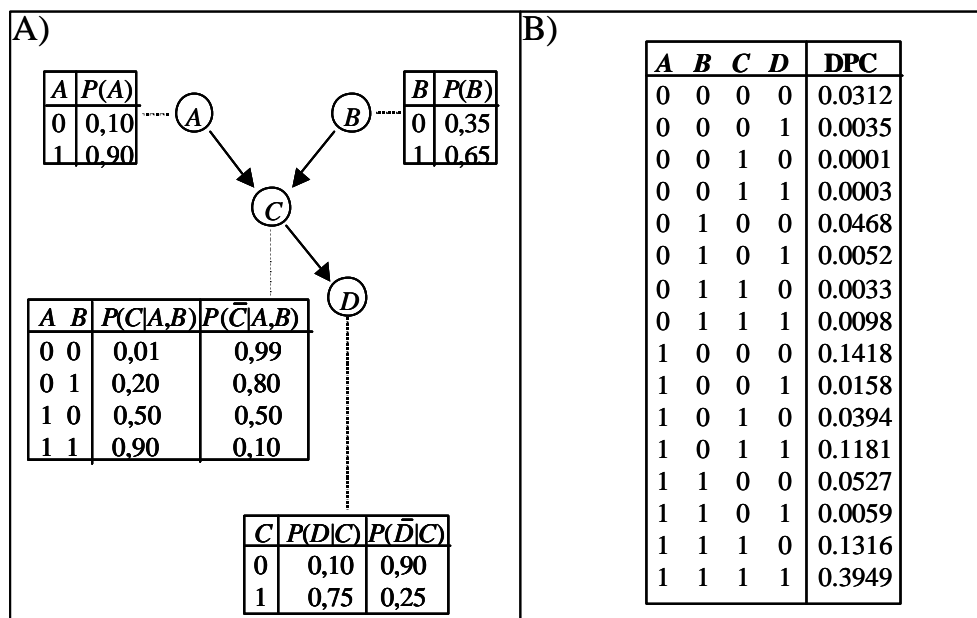 A)
A P(A)
0 0,10
1 0,90
A
B
B P(B)
0 0,35
1 0,65
C
D
A B P(C|A,B) P(C̅|A,B)
0 0 0,01 0,99
0 1 0,20 0,80
1 0 0,50 0,50
1 1 0,90 0,10
C P(D|C) P(D̅|C)
0 0,10 0,90
1 0,75 0,25
B)
A B C D DPC
0 0 0 0 0.0312
0 0 0 1 0.0035
0 0 1 0 0.0001
0 0 1 1 0.0003
0 1 0 0 0.0468
0 1 0 1 0.0052
0 1 1 0 0.0033
0 1 1 1 0.0098
1 0 0 0 0.1418
1 0 0 1 0.0158
1 0 1 0 0.0394
1 0 1 1 0.1181
1 1 0 0 0.0527
1 1 0 1 0.0059
1 1 1 0 0.1316
1 1 1 1 0.3949